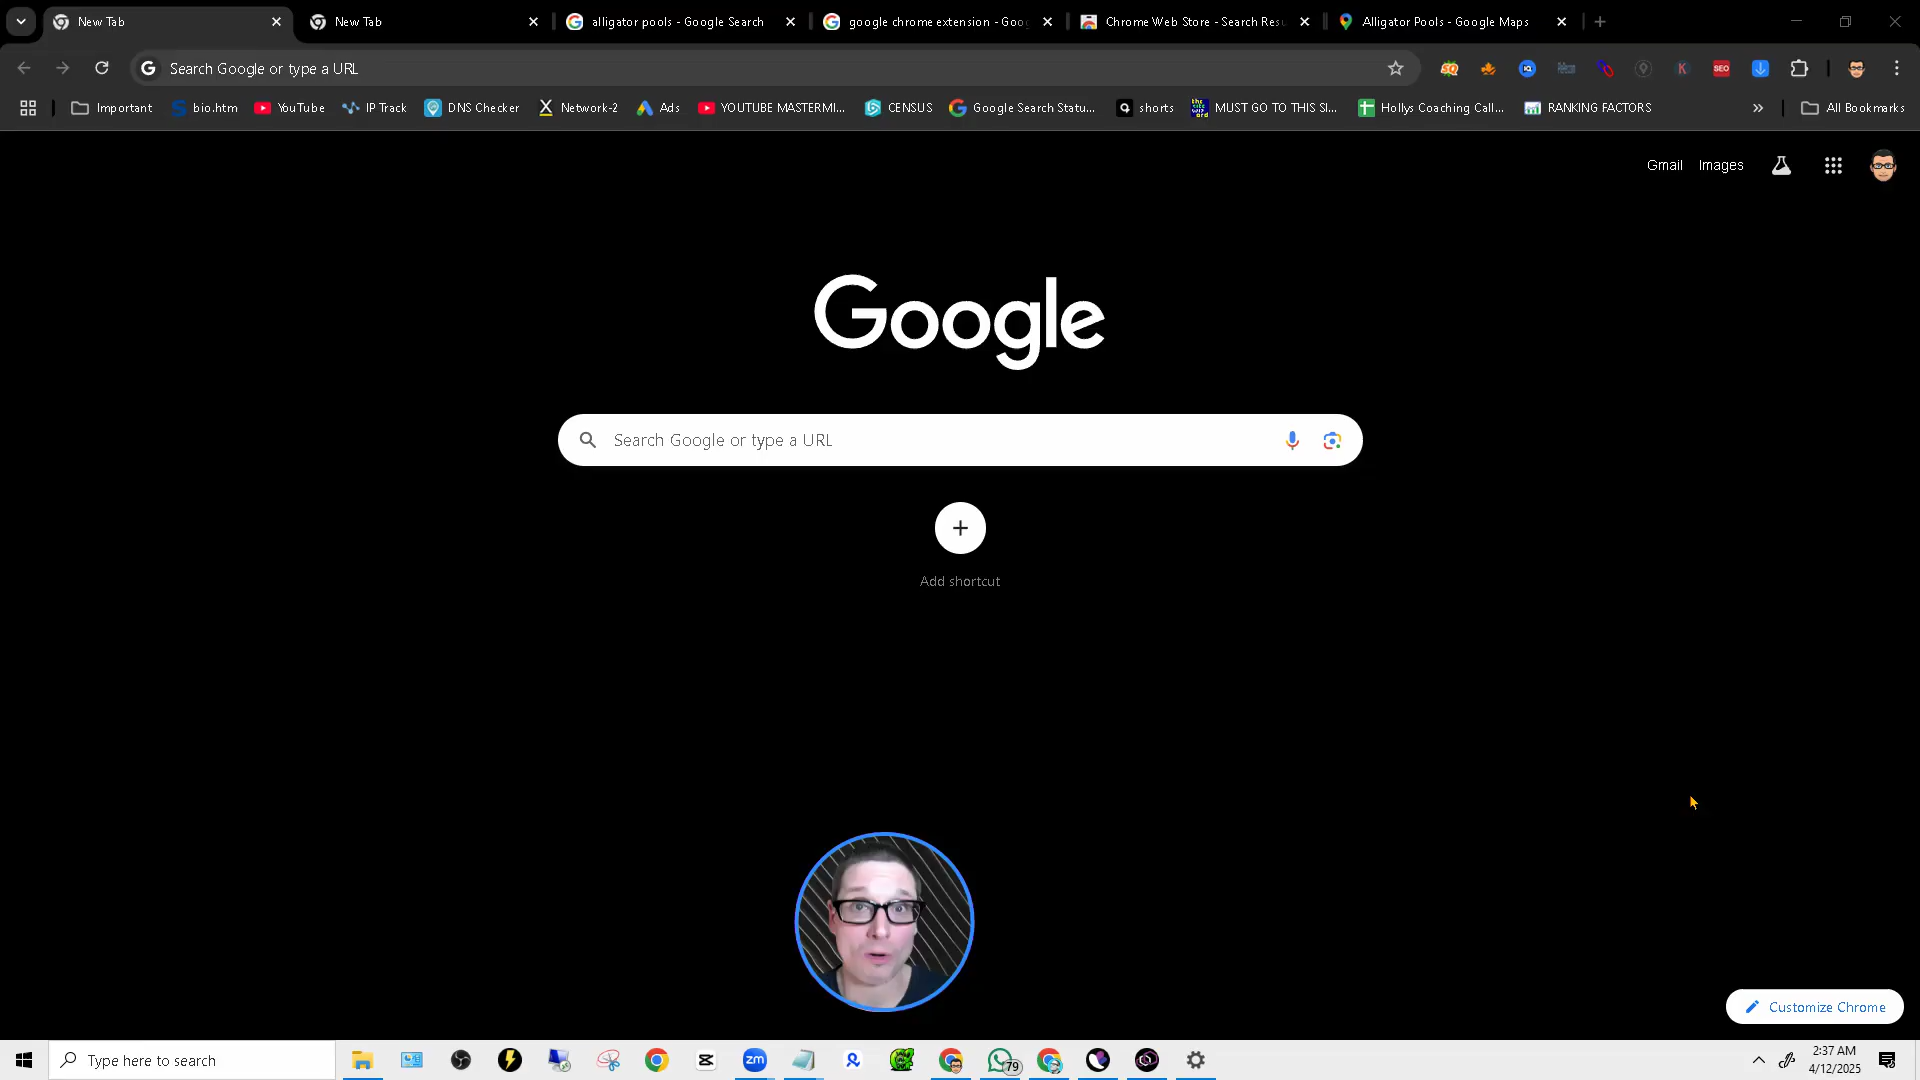 New Tab
New Tab
alligator pools - Google Search
google chrome extension - Goo
Chrome Web Store - Search Resu
Alligator Pools - Google Maps
Search Google or type a URL
SQ
IQ
K
SEO
Important
bio.htm
YouTube
IP Track
DNS Checker
Network-2
Ads
YOUTUBE MASTERMI...
CENSUS
Google Search Statu...
shorts
MUST GO TO THIS SI...
Hollys Coaching Call...
RANKING FACTORS
All Bookmarks
Gmail
Images
Google
Search Google or type a URL
Add shortcut
Customize Chrome
Type here to search
zm
79
2:37 AM
4/12/2025